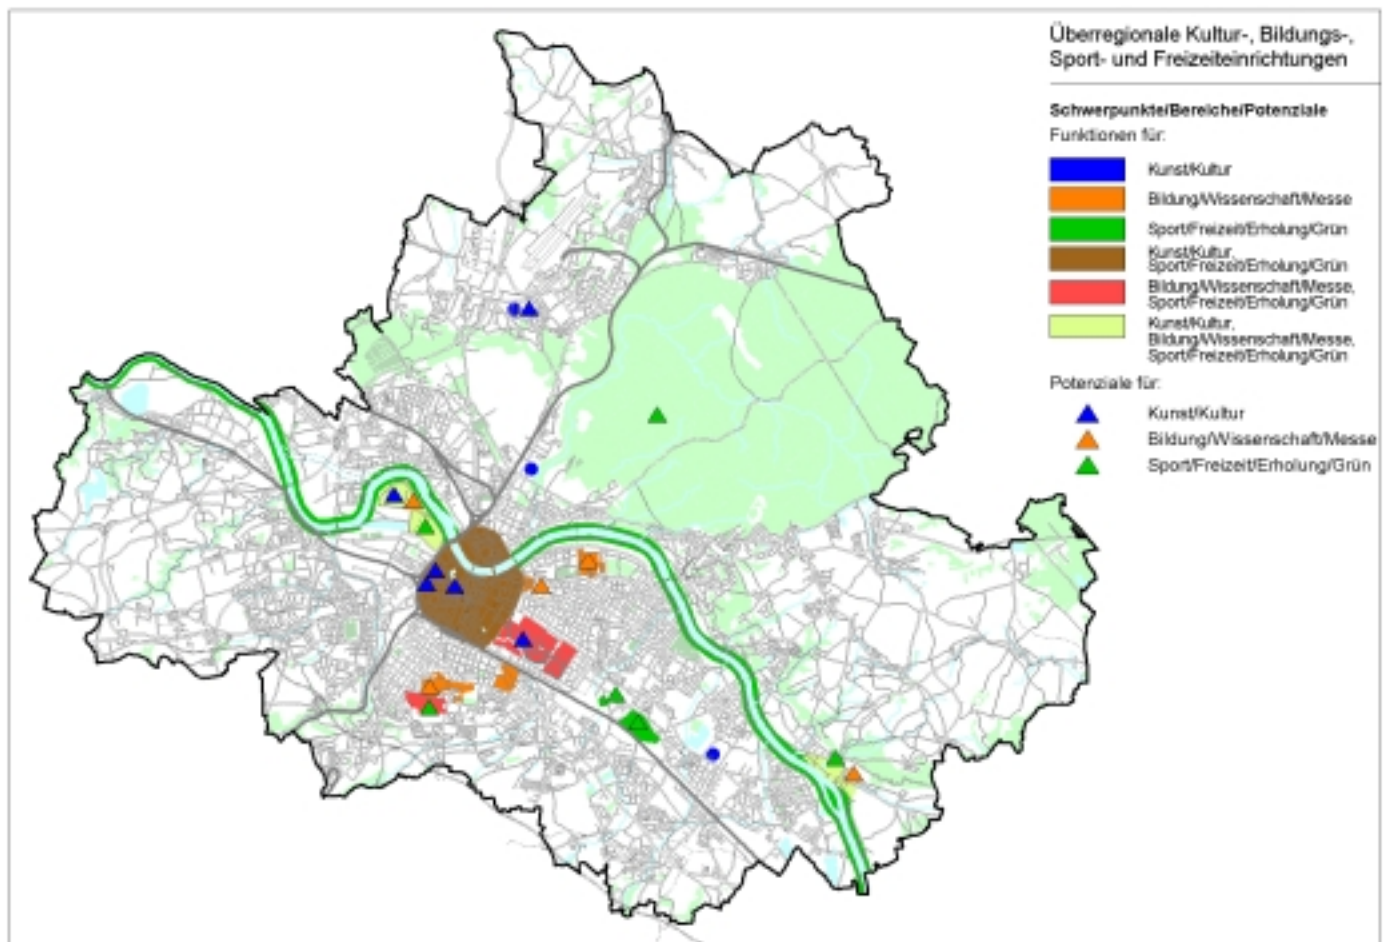 Überregionale Kultur-, Bildungs-,
Sport- und Freizeiteinrichtungen
Schwerpunkte/Bereiche/Potenziale
Funktionen für:
Kunst/Kultur
Bildung/Wissenschaft/Messe
Sport/Freizeit/Erholung/Grün
Kunst/Kultur,
Sport/Freizeit/Erholung/Grün
Bildung/Wissenschaft/Messe,
Sport/Freizeit/Erholung/Grün
Kunst/Kultur,
Bildung/Wissenschaft/Messe,
Sport/Freizeit/Erholung/Grün
Potenziale für:
Kunst/Kultur
Bildung/Wissenschaft/Messe
Sport/Freizeit/Erholung/Grün